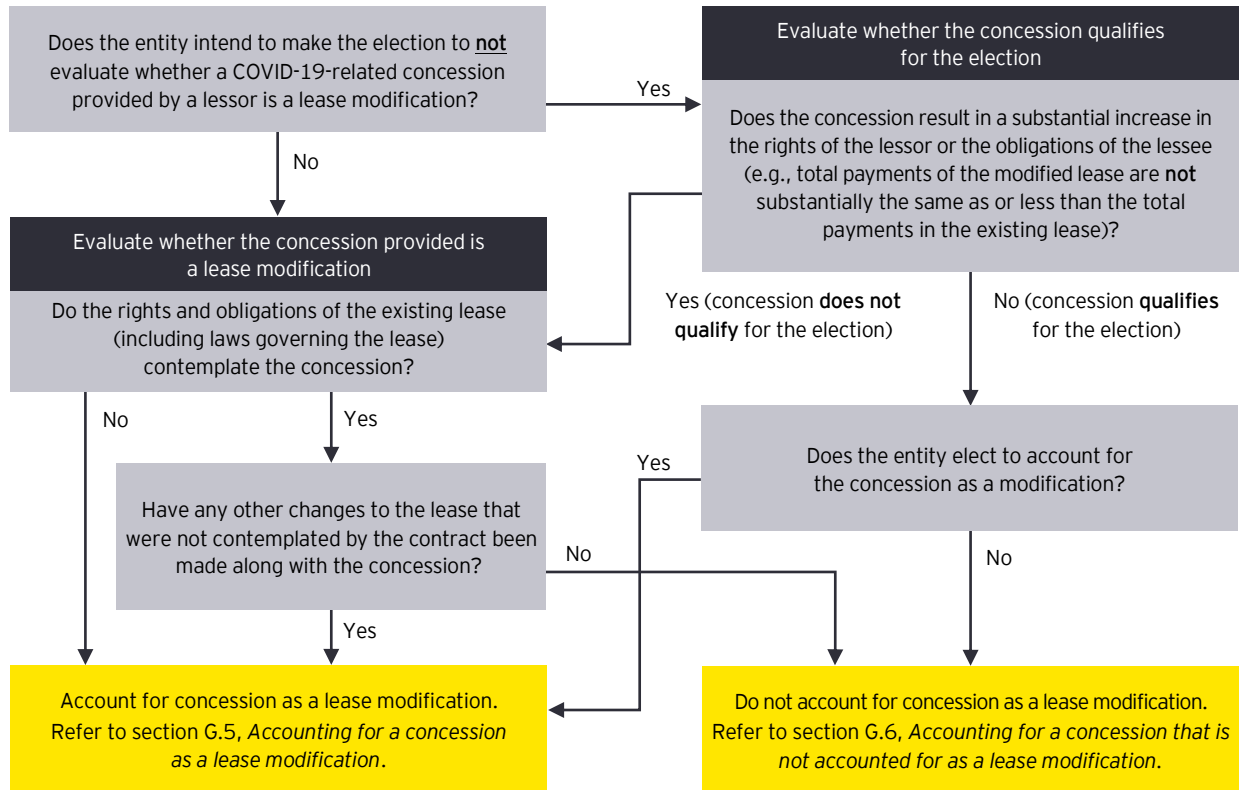 Does the entity intend to make the election to not
evaluate whether a COVID-19-related concession
provided by a lessor is a lease modification?
Yes
No
Evaluate whether the concession qualifies
for the election
Does the concession result in a substantial increase in
the rights of the lessor or the obligations of the lessee
(e.g., total payments of the modified lease are not
substantially the same as or less than the total
payments in the existing lease)?
Evaluate whether the concession provided is
a lease modification
Do the rights and obligations of the existing lease
(including laws governing the lease)
contemplate the concession?
Yes (concession does not
qualify for the election)
No (concession qualifies
for the election)
No
Yes
Have any other changes to the lease that
were not contemplated by the contract been
made along with the concession?
No
Yes
Yes
Does the entity elect to account for
the concession as a modification?
No
Account for concession as a lease modification.
Refer to section G.5, Accounting for a concession
as a lease modification.
Do not account for concession as a lease modification.
Refer to section G.6, Accounting for a concession that is
not accounted for as a lease modification.